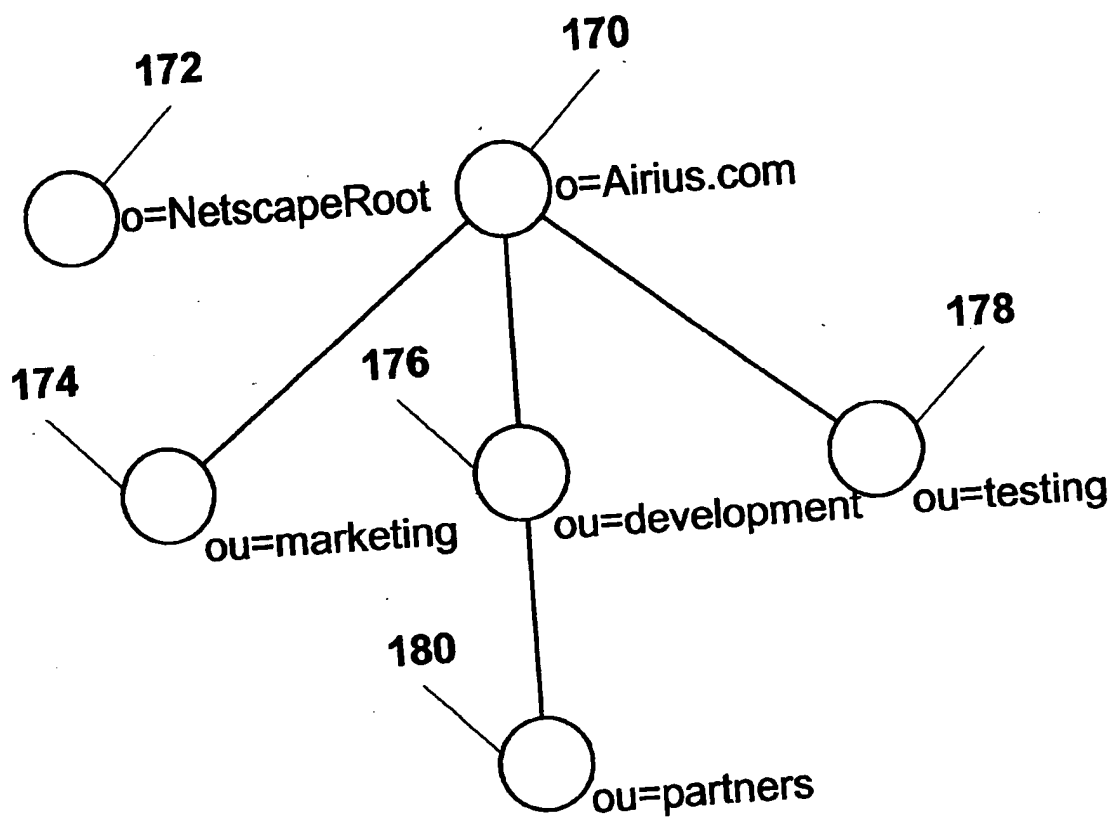 170
172
o=Airius.com
o=NetscapeRoot
178
176
174
ou=testing
ou=development
ou=marketing
180
ou=partners